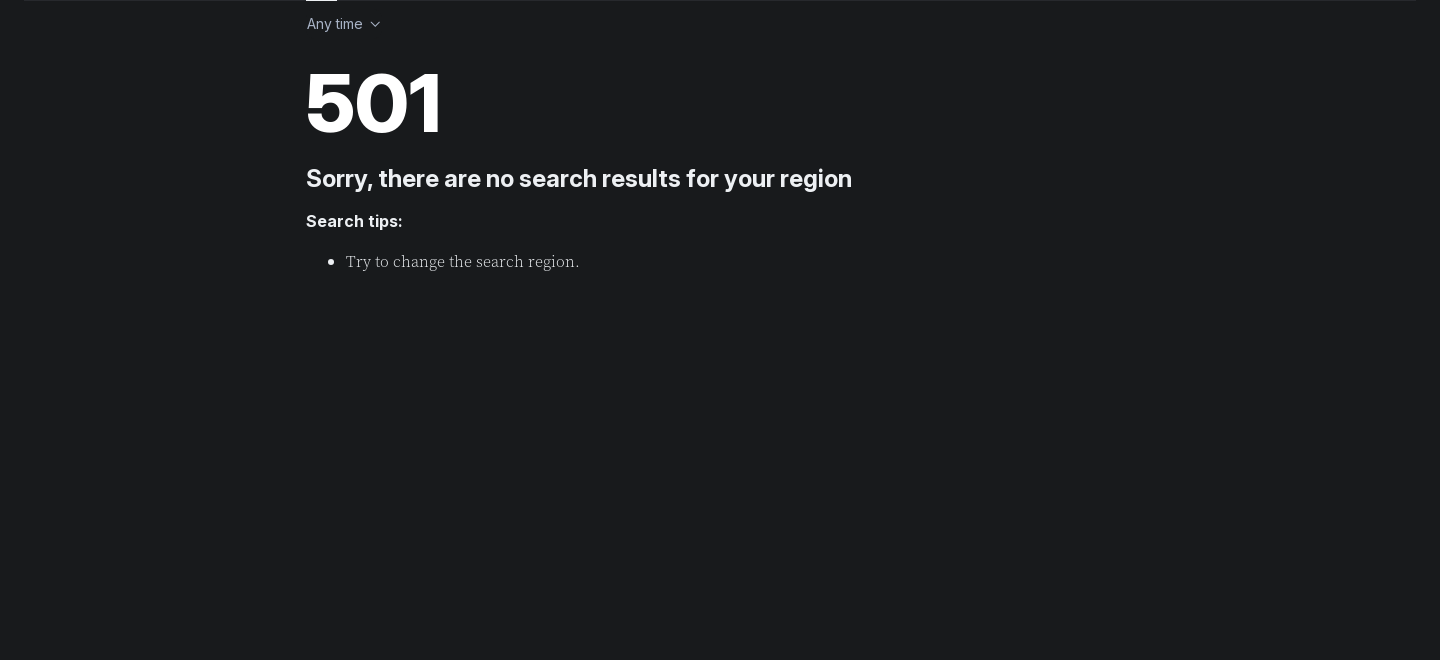 Any time
501
Sorry, there are no search results for your region
Search tips:
Try to change the search region.